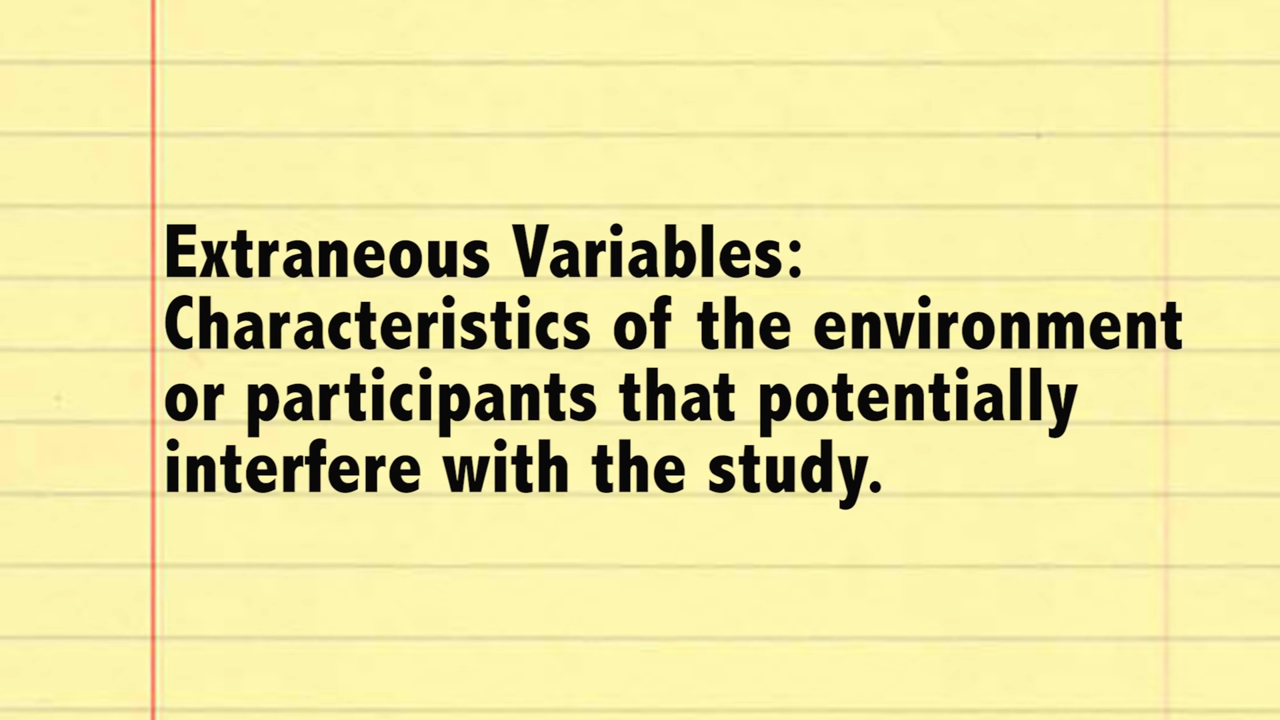 Extraneous Variables:
Characteristics of the environment
or participants that potentially
interfere with the study.